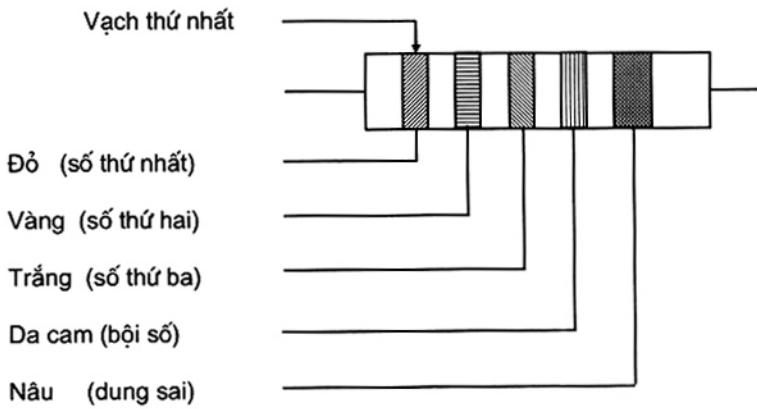 Vạch thứ nhất
Đỏ (số thứ nhất)
Vàng (số thứ hai)
Trắng (số thứ ba)
Da cam (bội số)
Nâu (dung sai)